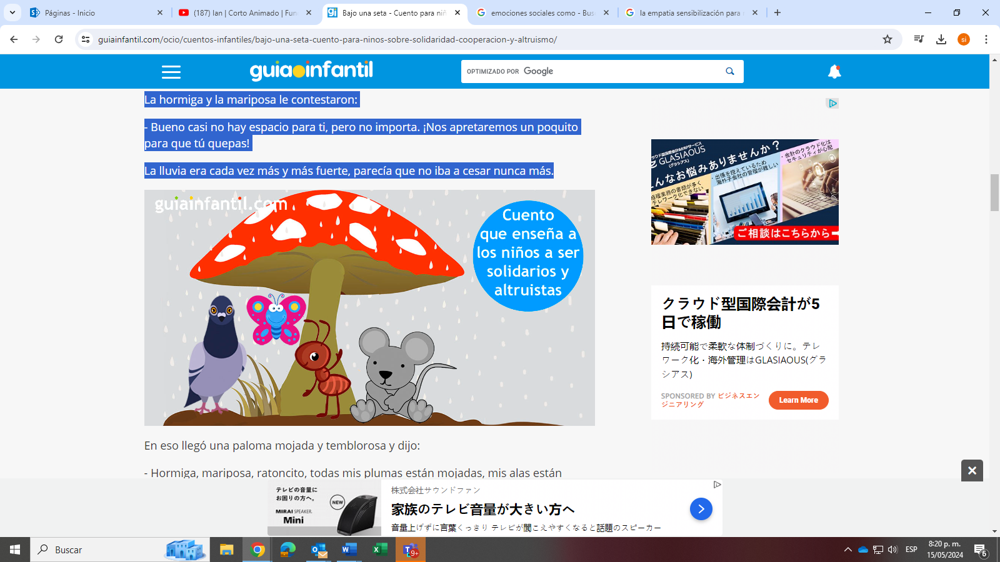 Páginas - Inicio
(187) Ian | Corto Animado | Fun
Bajo una seta - Cuento para niñ
emociones sociales como - Bus
la empatia sensibilización para
guiainfantil.com/ocio/cuentos-infantiles/bajo-una-seta-cuento-para-ninos-sobre-solidaridad-cooperacion-y-altruismo/
si
guiainfantil
OPTIMIZADO POR Google
La hormiga y la mariposa le contestaron:
- Bueno casi no hay espacio para ti, pero no importa. ¡Nos apretaremos un poquito
para que tú quepas!
La lluvia era cada vez más y más fuerte, parecía que no iba a cesar nunca más.
guiainfantil.com
Cuento
que enseña a
los niños a ser
solidarios y
altruistas
En eso llegó una paloma mojada y temblorosa y dijo:
- Hormiga, mariposa, ratoncito, todas mis plumas están mojadas, mis alas están
GLASIAOUS
(グラシアス)
んなお悩みありませんか？
・会計のクラウド化は
セキュリティが心配
・出張を控えているため
海外子会社の管理が難しい
経理業務の書類が多く
テレワーク化できない
ご相談はこちらから
クラウド型国際会計が5
日で稼働
持続可能で柔軟な体制づくりに。テレ
ワーク化・海外管理はGLASIAOUS(グラ
シアス)
SPONSORED BY ビジネスエン
ジニアリング
Learn More
テレビの音量に
お困りの方へ。
NEW
MIRAI SPEAKER.
Mini
株式会社サウンドファン
家族のテレビ音量が大きい方へ
音量上げずに言葉くっきり テレビが聞こえやすくなると話題のスピーカー
Buscar
9+
ESP
8:20 p. m.
15/05/2024
6